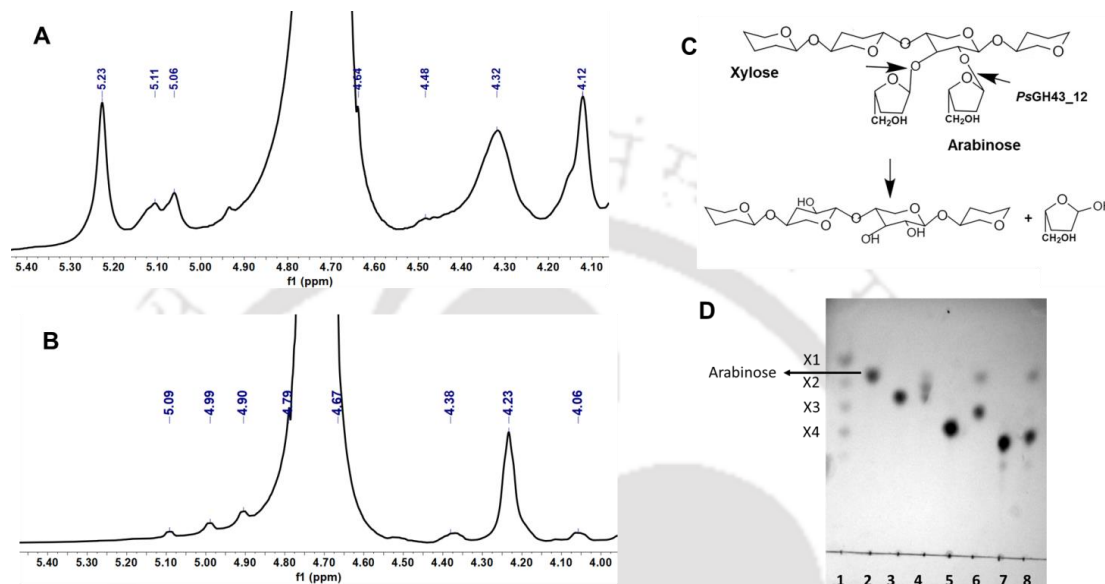 A
5.23
5.11
5.06
4.64
4.48
4.32
4.12
5.40 5.30 5.20 5.10 5.00 4.90 4.80 4.70 4.60 4.50 4.40 4.30 4.20 4.10
f1 (ppm)
B
5.09
4.99
4.90
4.79
4.67
4.38
4.23
4.06
5.40 5.30 5.20 5.10 5.00 4.90 4.80 4.70 4.60 4.50 4.40 4.30 4.20 4.10 4.00
f1 (ppm)
C
O O O O O O O O
Xylose
O O
O O
PsGH43_12
CH₂OH CH₂OH
Arabinose
HO
O O O O O O O
OH OH
+
O
CH₂OH
D
X1
Arabinose
X2
X3
X4
1 2 3 4 5 6 7 8